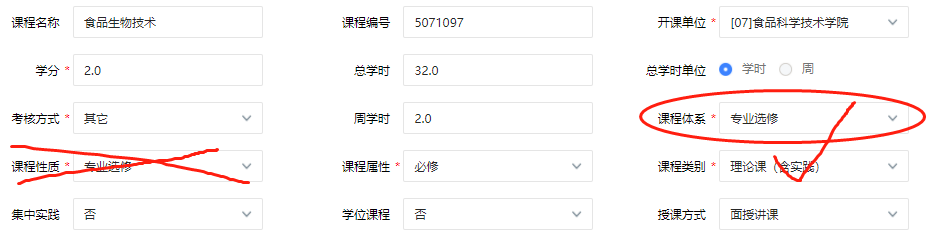 课程名称 食品生物技术 课程编号 5071097 开课单位 * [07]食品科学技术学院
学分 * 2.0 总学时 32.0 总学时单位 学时 周
考核方式 * 其它 周学时 2.0 课程体系 * 专业选修
课程性质 * 专业选修 课程属性 * 必修 课程类别 * 理论课（含实践）
集中实践 否 学位课程 否 授课方式 面授讲课